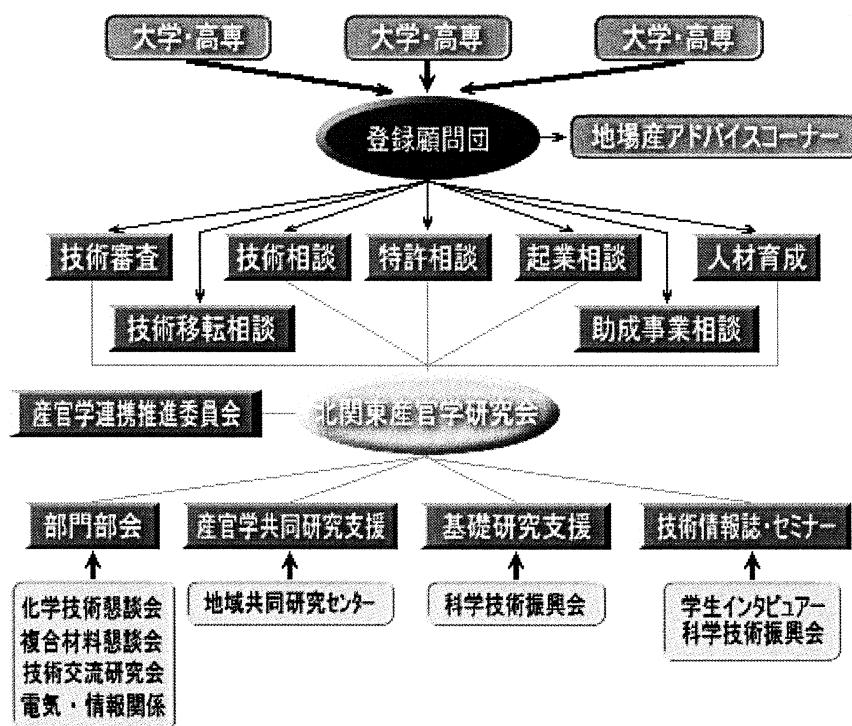 大学・高専
大学・高専
大学・高専
登録顧問団
地場産アドバイスコーナー
技術審査
技術相談
特許相談
起業相談
人材育成
技術移転相談
助成事業相談
産官学連携推進委員会
北関東産官学研究会
部門部会
産官学共同研究支援
基礎研究支援
技術情報誌・セミナー
化学技術懇談会
複合材料懇談会
技術交流研究会
電気・情報関係
地域共同研究センター
科学技術振興会
学生インタビュアー
科学技術振興会